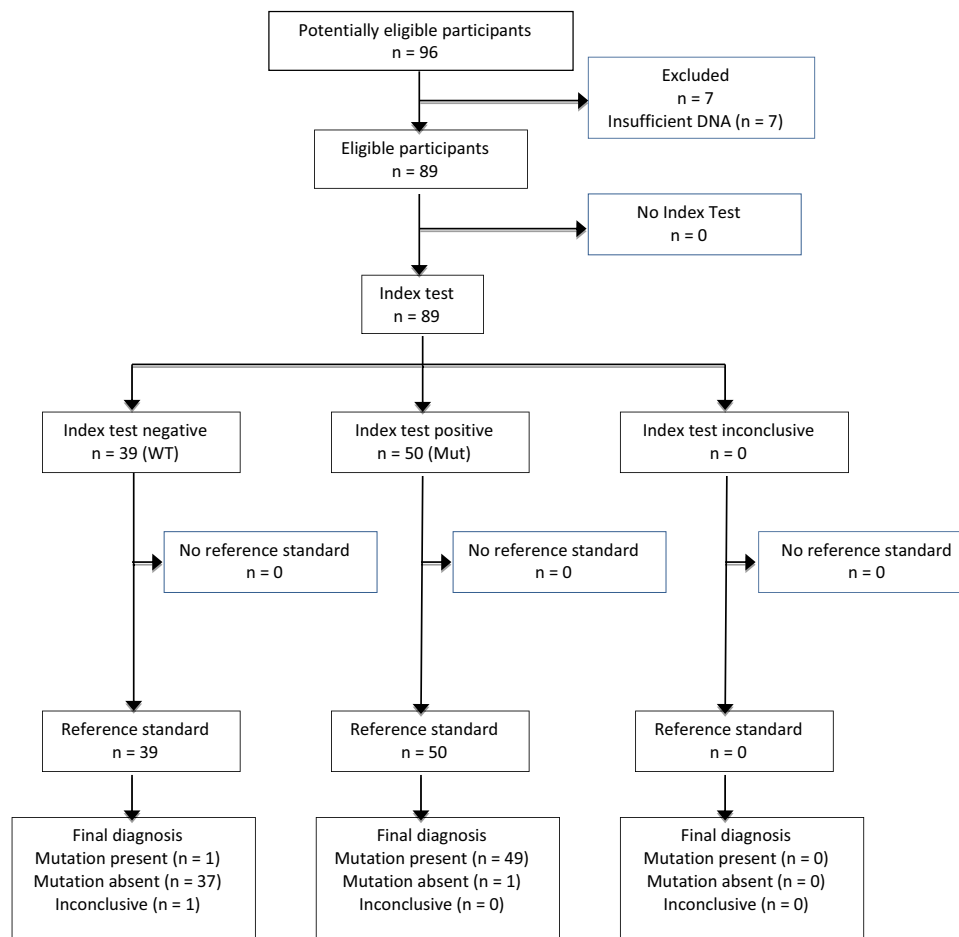 Potentially eligible participants
n = 96
Excluded
n = 7
Insufficient DNA (n = 7)
Eligible participants
n = 89
No Index Test
n = 0
Index test
n = 89
Index test negative
n = 39 (WT)
Index test positive
n = 50 (Mut)
Index test inconclusive
n = 0
No reference standard
n = 0
No reference standard
n = 0
No reference standard
n = 0
Reference standard
n = 39
Reference standard
n = 50
Reference standard
n = 0
Final diagnosis
Mutation present (n = 1)
Mutation absent (n = 37)
Inconclusive (n = 1)
Final diagnosis
Mutation present (n = 49)
Mutation absent (n = 1)
Inconclusive (n = 0)
Final diagnosis
Mutation present (n = 0)
Mutation absent (n = 0)
Inconclusive (n = 0)